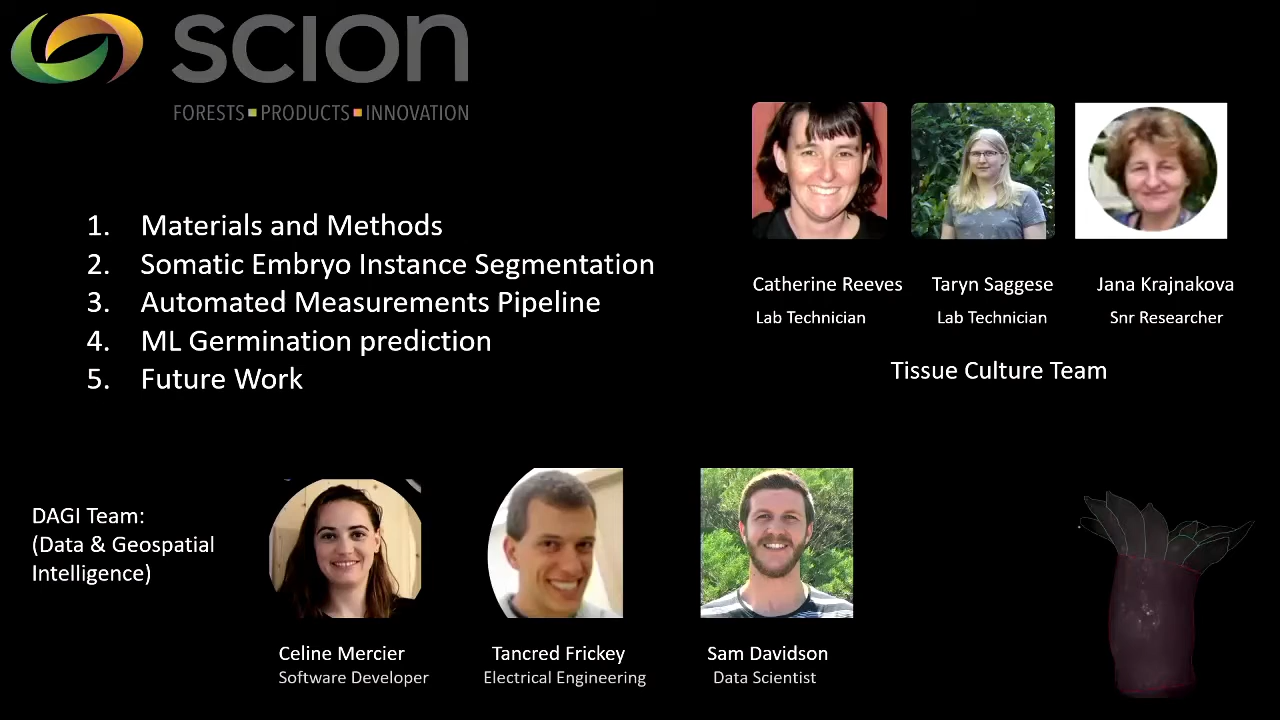 scion
FORESTS▪PRODUCTS▪INNOVATION
1. Materials and Methods
2. Somatic Embryo Instance Segmentation
3. Automated Measurements Pipeline
4. ML Germination prediction
5. Future Work
Catherine Reeves
Lab Technician
Taryn Saggese
Lab Technician
Jana Krajnakova
Snr Researcher
Tissue Culture Team
DAGI Team:
(Data & Geospatial
Intelligence)
Celine Mercier
Software Developer
Tancred Frickey
Electrical Engineering
Sam Davidson
Data Scientist